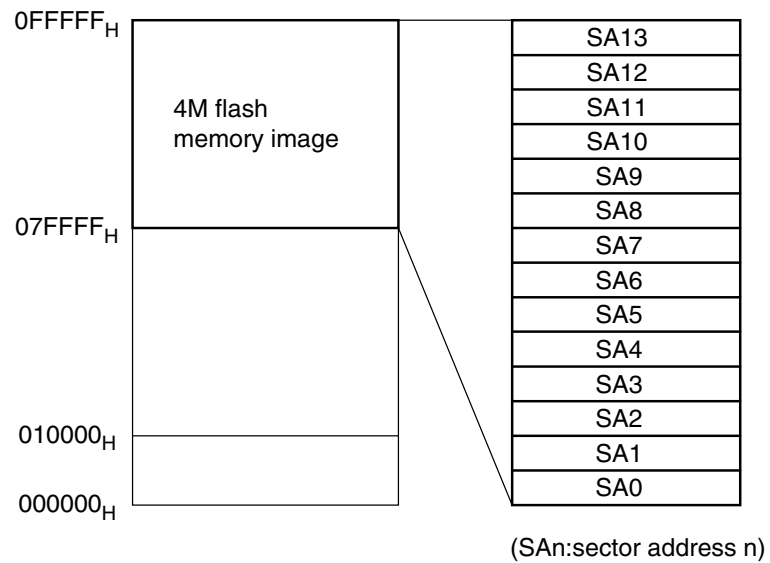 0FFFFFH
4M flash
memory image
07FFFFH
010000H
000000H
SA13
SA12
SA11
SA10
SA9
SA8
SA7
SA6
SA5
SA4
SA3
SA2
SA1
SA0
(SAn:sector address n)